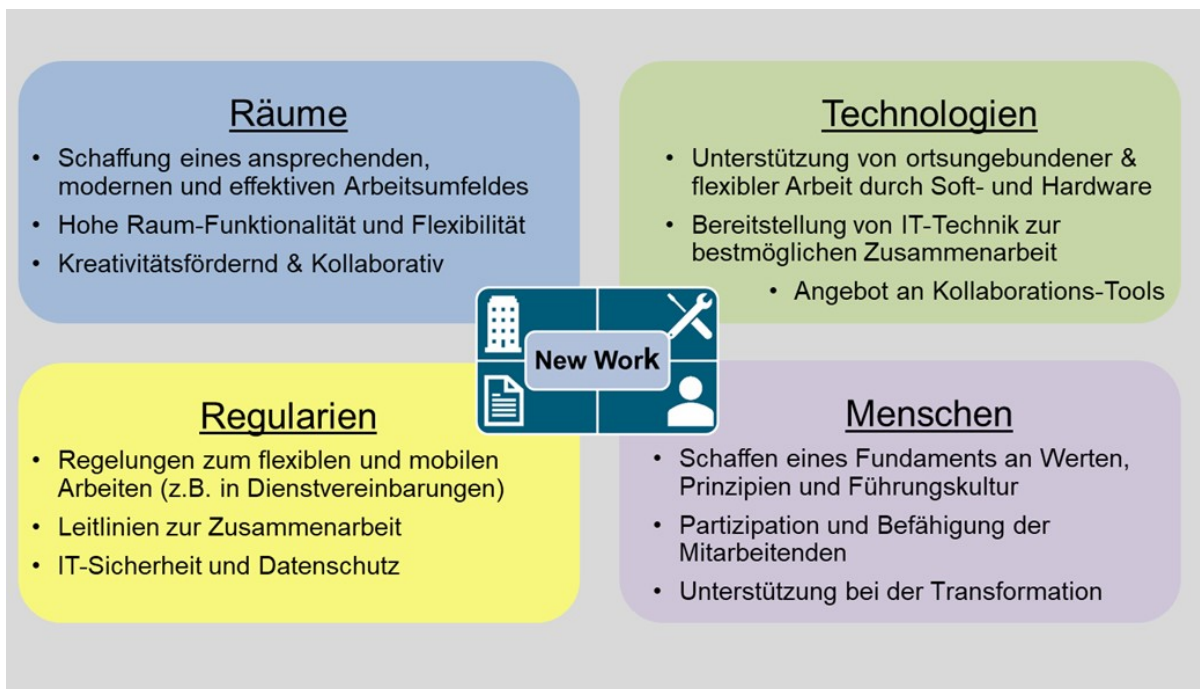 Räume
• Schaffung eines ansprechenden,
modernen und effektiven Arbeitsumfeldes
• Hohe Raum-Funktionalität und Flexibilität
• Kreativitätsfördernd & Kollaborativ
Technologien
• Unterstützung von ortsungebundener &
flexibler Arbeit durch Soft- und Hardware
• Bereitstellung von IT-Technik zur
bestmöglichen Zusammenarbeit
• Angebot an Kollaborations-Tools
New Work
Regularien
• Regelungen zum flexiblen und mobilen
Arbeiten (z.B. in Dienstvereinbarungen)
• Leitlinien zur Zusammenarbeit
• IT-Sicherheit und Datenschutz
Menschen
• Schaffen eines Fundaments an Werten,
Prinzipien und Führungskultur
• Partizipation und Befähigung der
Mitarbeitenden
• Unterstützung bei der Transformation